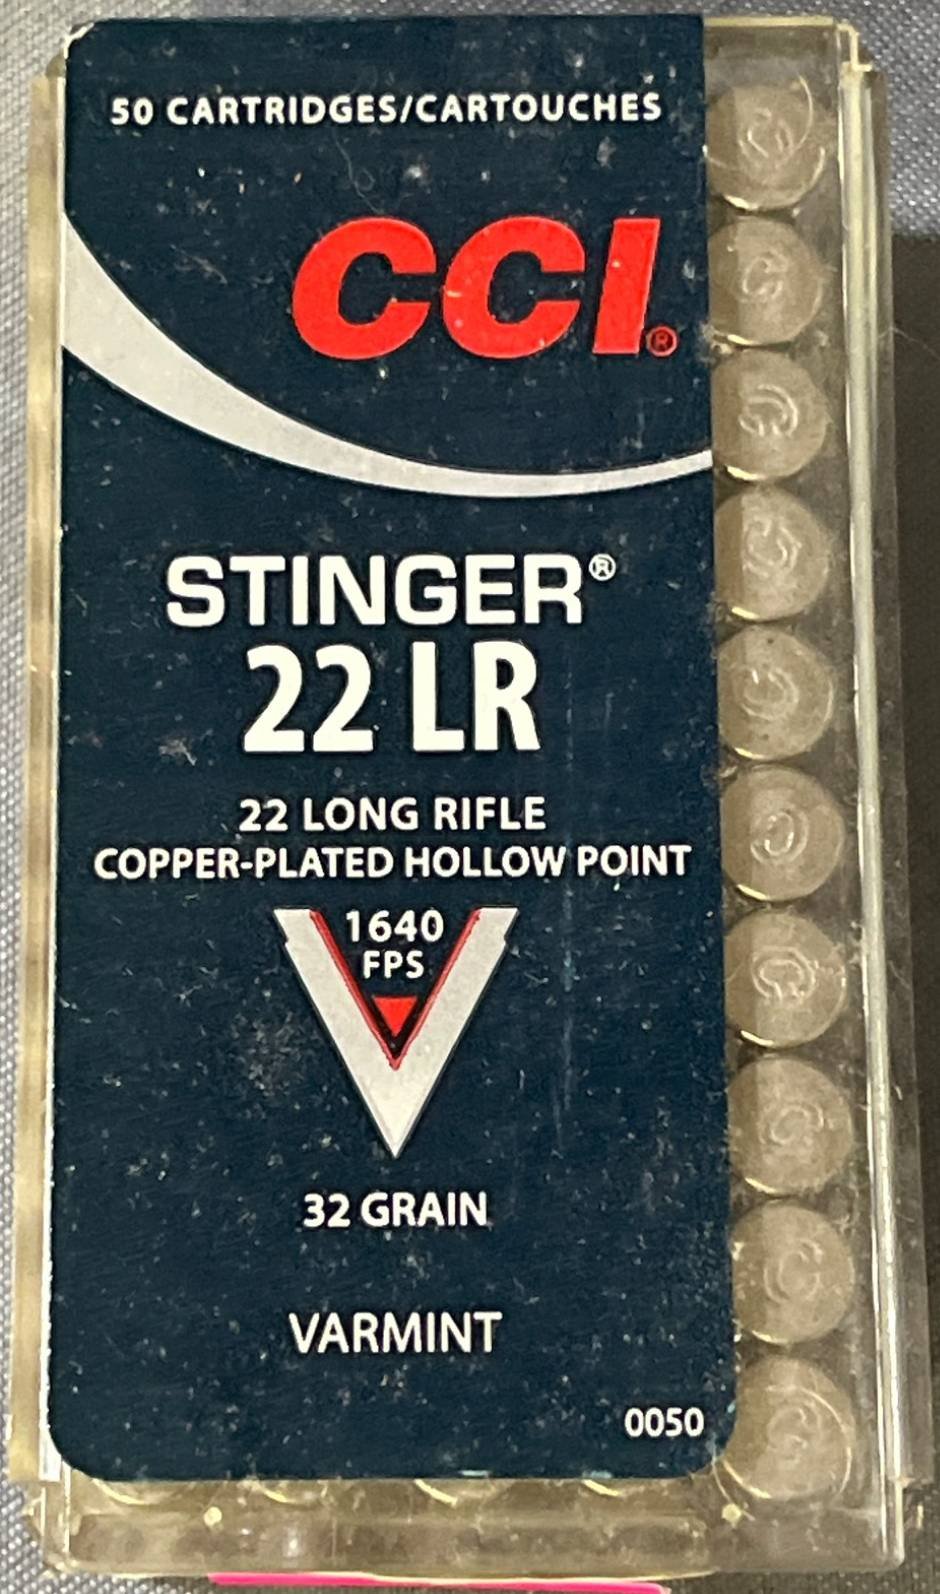 50 CARTRIDGES/CARTOUCHES
CCI®
STINGER®
22 LR
22 LONG RIFLE
COPPER-PLATED HOLLOW POINT
1640
FPS
32 GRAIN
VARMINT
0050
C
C
C
C
C
C
C
C
C
C